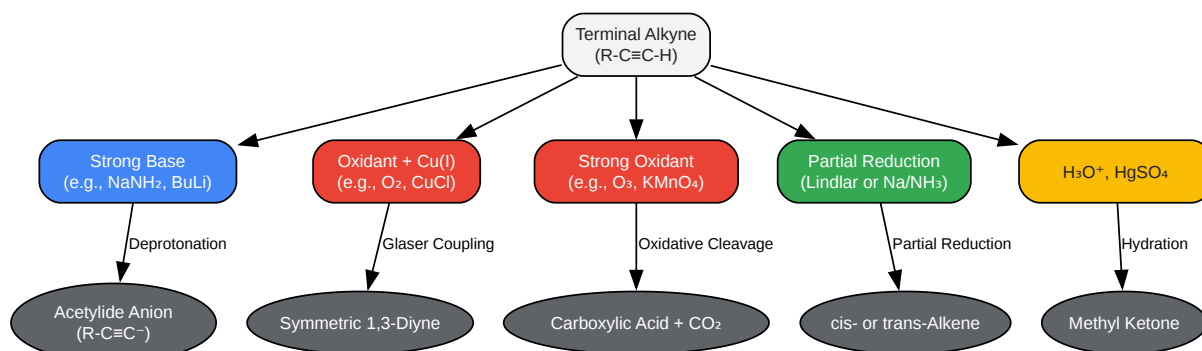 Terminal Alkyne
(R-C≡C-H)
Strong Base
(e.g., NaNH₂, BuLi)
Oxidant + Cu(I)
(e.g., O₂, CuCl)
Strong Oxidant
(e.g., O₃, KMnO₄)
Partial Reduction
(Lindlar or Na/NH₃)
H₃O⁺, HgSO₄
Deprotonation
Glaser Coupling
Oxidative Cleavage
Partial Reduction
Hydration
Acetylide Anion
(R-C≡C⁻)
Symmetric 1,3-Diyne
Carboxylic Acid + CO₂
cis- or trans-Alkene
Methyl Ketone